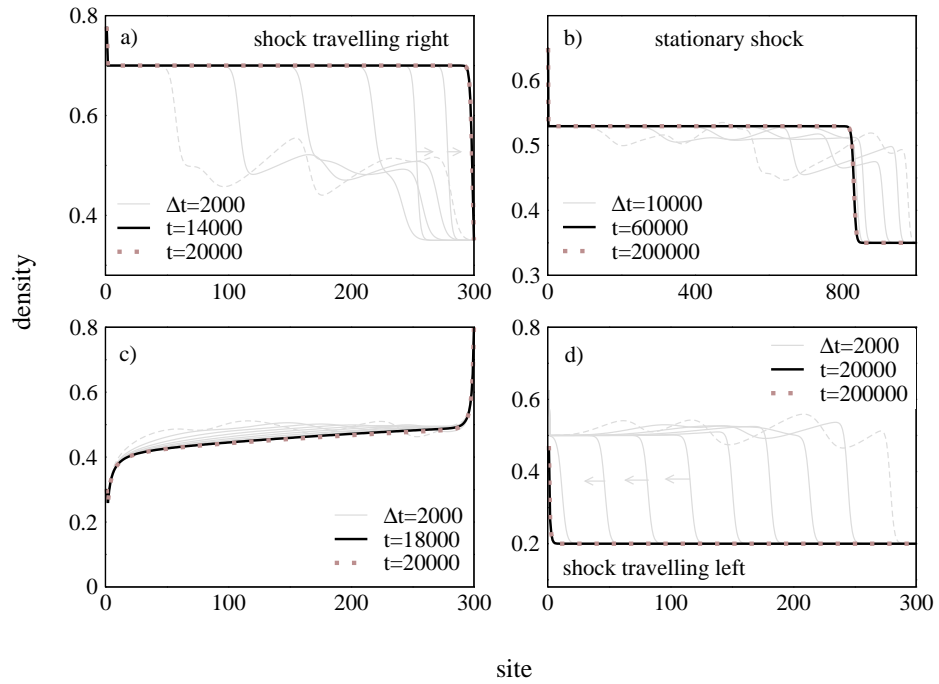 0.8
0.6
0.4
a)
shock travelling right
Δt=2000
t=14000
t=20000
0
100
200
300
0.6
0.5
0.4
0.3
b)
stationary shock
Δt=10000
t=60000
t=200000
0
400
800
density
0.8
0.6
0.4
0.2
0
c)
Δt=2000
t=18000
t=20000
0
100
200
300
0.8
0.6
0.4
0.2
d)
Δt=2000
t=20000
t=200000
shock travelling left
0
100
200
300
site